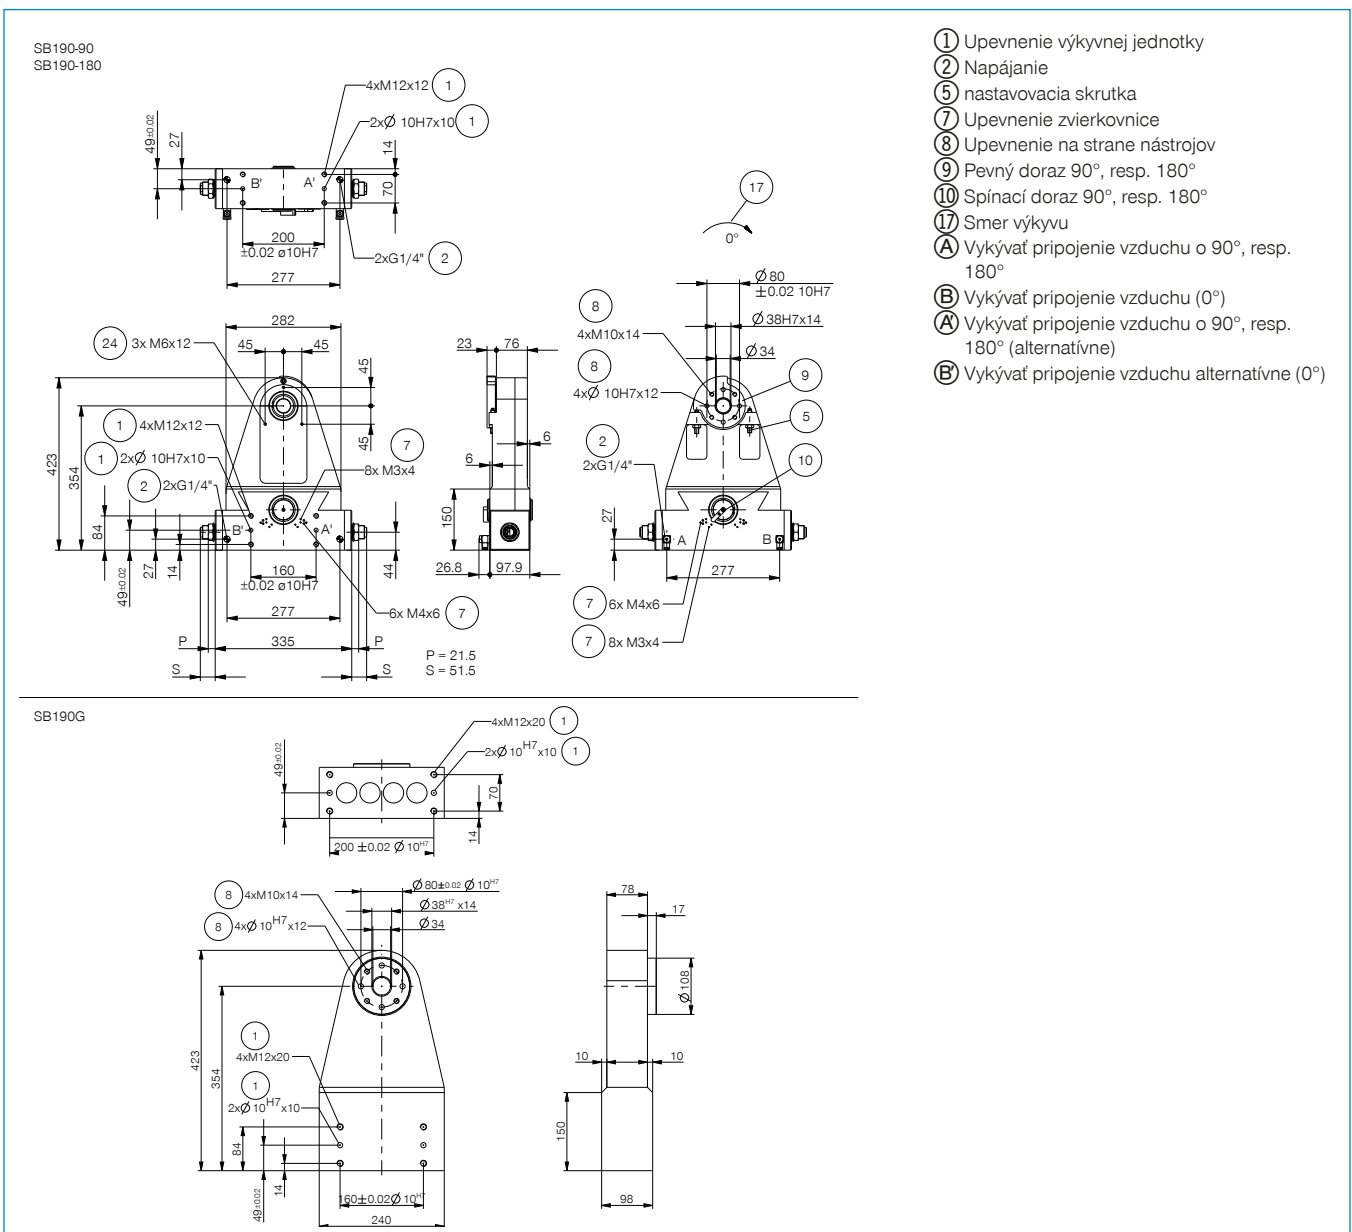 SB190-90
SB190-180
4xM12x12 1
2xØ 10H7x10 1
49±0.02
27
14
70
B'
A'
200
±0.02 ø10H7
277
2xG1/4" 2
17
0°
Ø 80
±0.02 10H7
8
4xM10x14
Ø 38H7x14
Ø 34
8
4xØ 10H7x12
9
5
2
2xG1/4"
10
27
A
B
277
7 6x M4x6
7 8x M3x4
282
24 3x M6x12
45
45
45
45
423
354
1 4xM12x12
1 2xØ 10H7x10
2 2xG1/4"
7
8x M3x4
84
49±0.02
27
14
B'
A'
44
160
±0.02 ø10H7
277
6x M4x6 7
P
335
P
S
S
P = 21.5
S = 51.5
23
76
6
6
150
26.8
97.9
SB190G
4xM12x20 1
2xØ 10H7x10 1
49±0.02
70
14
200 ±0.02 Ø 10H7
8 4xM10x14
8 4xØ 10H7x12
Ø 80±0.02 Ø 10H7
Ø 38H7 x14
Ø 34
423
354
1
4xM12x20
1
2xØ 10H7x10
84
49±0.02
14
160±0.02 Ø 10H7
240
78
17
Ø 108
10
10
150
98
1 Upevnenie výkyvnej jednotky
2 Napájanie
5 nastavovacia skrutka
7 Upevnenie zvierkovnice
8 Upevnenie na strane nástrojov
9 Pevný doraz 90°, resp. 180°
10 Spínací doraz 90°, resp. 180°
17 Smer výkyvu
A Vykývať pripojenie vzduchu o 90°, resp.
180°
B Vykývať pripojenie vzduchu (0°)
A' Vykývať pripojenie vzduchu o 90°, resp.
180° (alternatívne)
B' Vykývať pripojenie vzduchu alternatívne (0°)